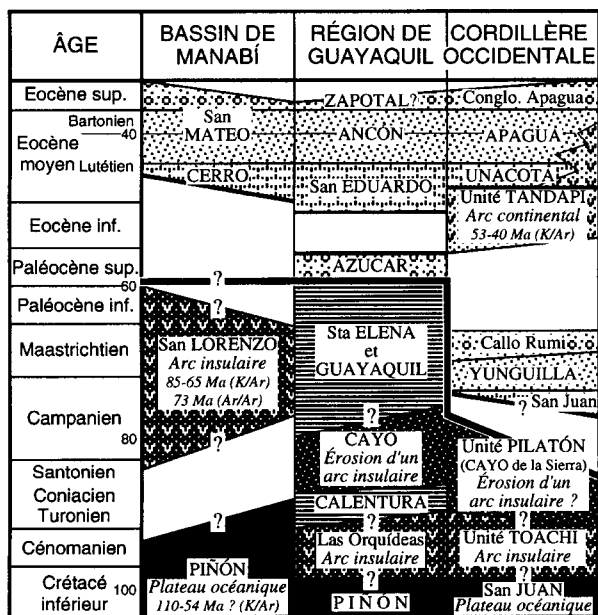 ÂGE
BASSIN DE
MANABÍ
RÉGION DE
GUAYAQUIL
CORDILLÈRE
OCCIDENTALE
Eocène sup.
Bartonien
40
Eocène
moyen Lutétien
Eocène inf.
Paléocène sup.
60
Paléocène inf.
Maastrichtien
Campanien
80
Santonien
Coniacien
Turonien
Cénomanien
Crétacé 100
inférieur
San
MATEO
CERRO
?
?
San LORENZO
Arc insulaire
85-65 Ma (K/Ar)
73 Ma (Ar/Ar)
?
PIÑÓN
Plateau océanique
110-54 Ma ? (K/Ar)
ZAPOTAL?
ANCÓN
San EDUARDO
AZÚCAR
Sta ELENA
et
GUAYAQUIL
?
CAYO
Érosion d'un
arc insulaire
CALENTURA
?
Las Orquídeas
Arc insulaire
?
PIÑÓN
Conglo. Apagua
APAGUA
UNACOTA
Unité TANDAPI
Arc continental
53-40 Ma (K/Ar)
Callo Rumi
YUNGUILLA
? San Juan
Unité PILATÓN
(CAYO de la Sierra)
Érosion d'un
arc insulaire ?
?
Unité TOACHI
Arc insulaire
?
San JUAN
Plateau océanique